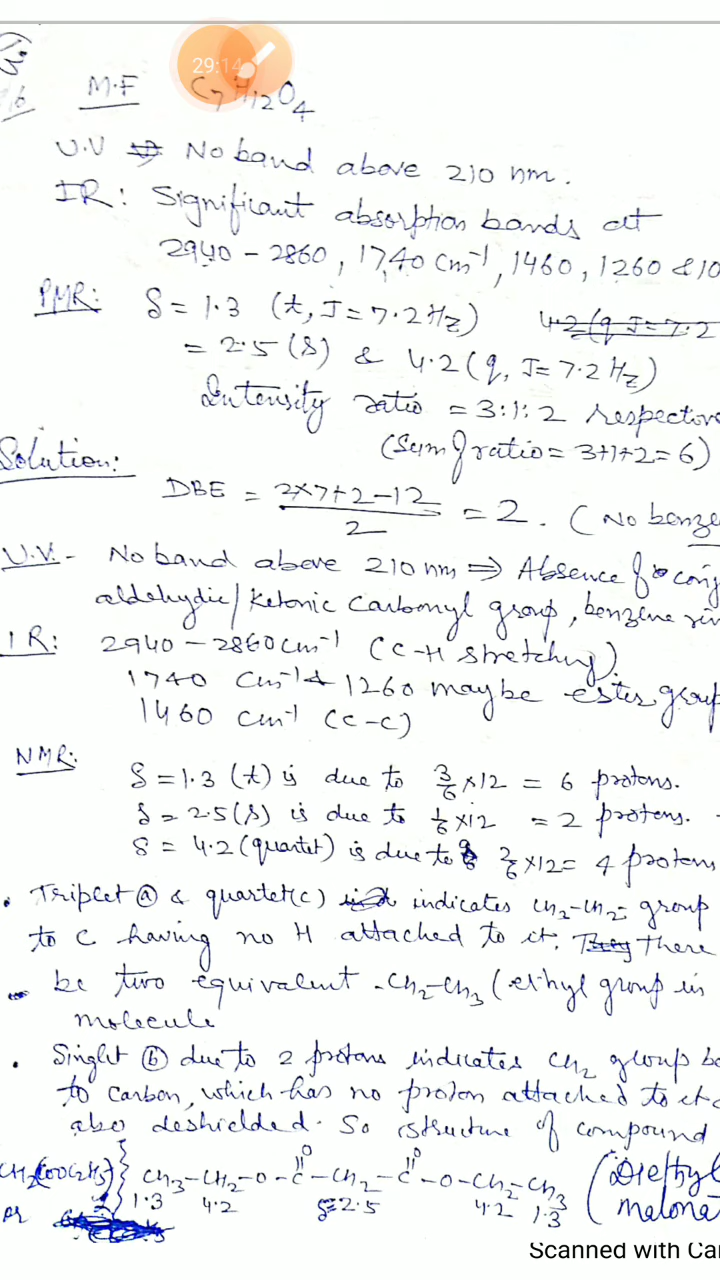 29:14
6 M.F C7H12O4
U.V ⇒ No band above 210 nm.
IR: Significant absorption bands at
2940 - 2860, 1740 cm-1, 1460, 1260 & 10
PMR: δ = 1.3 (t, J = 7.2 Hz) 4.2 (q J = 7.2
= 2.5 (s) & 4.2 (q, J = 7.2 Hz)
Intensity ratio = 3:1:2 respective
(Sum of ratio = 3+1+2 = 6)
Solution:
DBE = 2×7+2-12 / 2 = 2. (No benze
U.V. - No band above 210 nm ⇒ Absence of conj
aldehydic/Ketonic Carbonyl group, benzene rin
IR: 2940 - 2860 cm-1 (C-H stretching)
1740 cm-1 & 1260 maybe ester group
1460 cm-1 (C-C)
NMR:
δ = 1.3 (t) is due to 3/6 ×12 = 6 protons.
δ = 2.5 (s) is due to 1/6 ×12 = 2 protons.
δ = 4.2 (quartet) is due to 2/6 ×12 = 4 protons
• Triplet ⓐ & quartet (c) indicates CH2-CH2- group
to C having no H attached to it. There
be two equivalent -CH2-CH3 (ethyl group in
molecule
• Singlet ⓑ due to 2 protons indicates CH2 group be
to carbon, which has no proton attached to it
also deshielded. So structure of compound
CH2(COOC2H5)} CH3-CH2-O-C(=O)-CH2-C(=O)-O-CH2-CH3 (Diethyl
1.3 4.2 δ=2.5 4.2 1.3 malona
or
Scanned with Ca